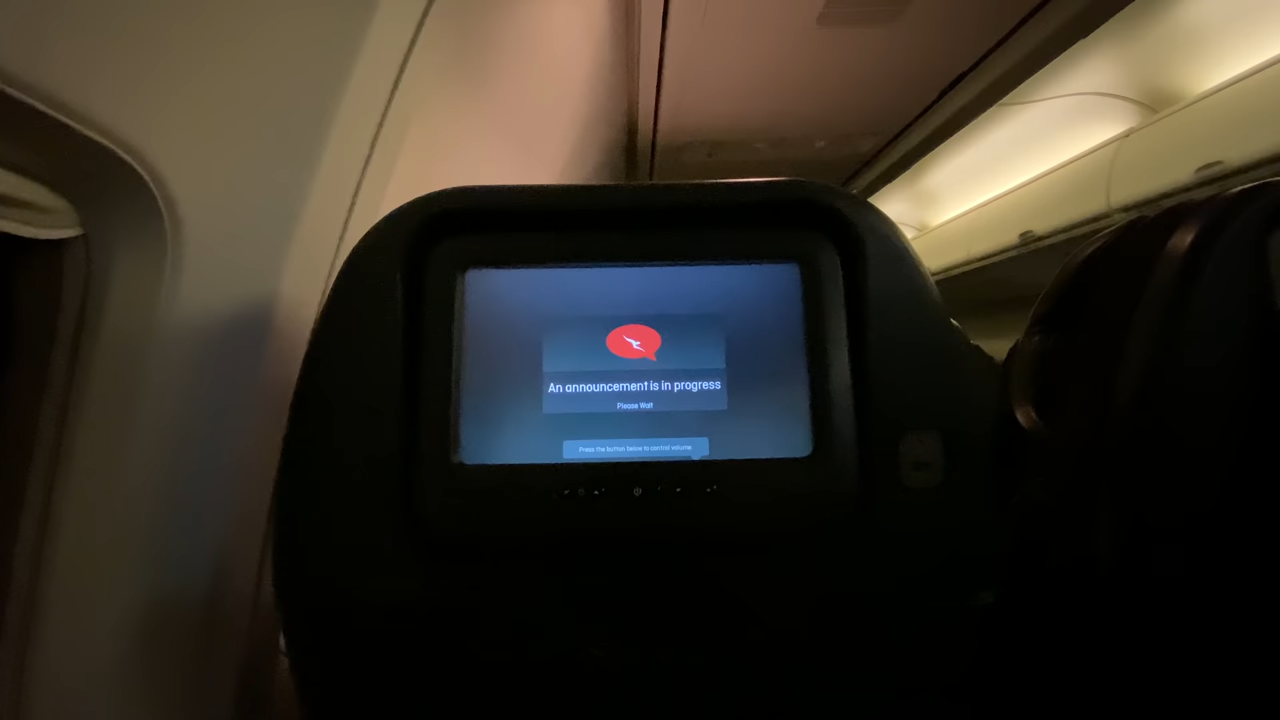 An announcement is in progress
Please Wait
Press the button below to control volume